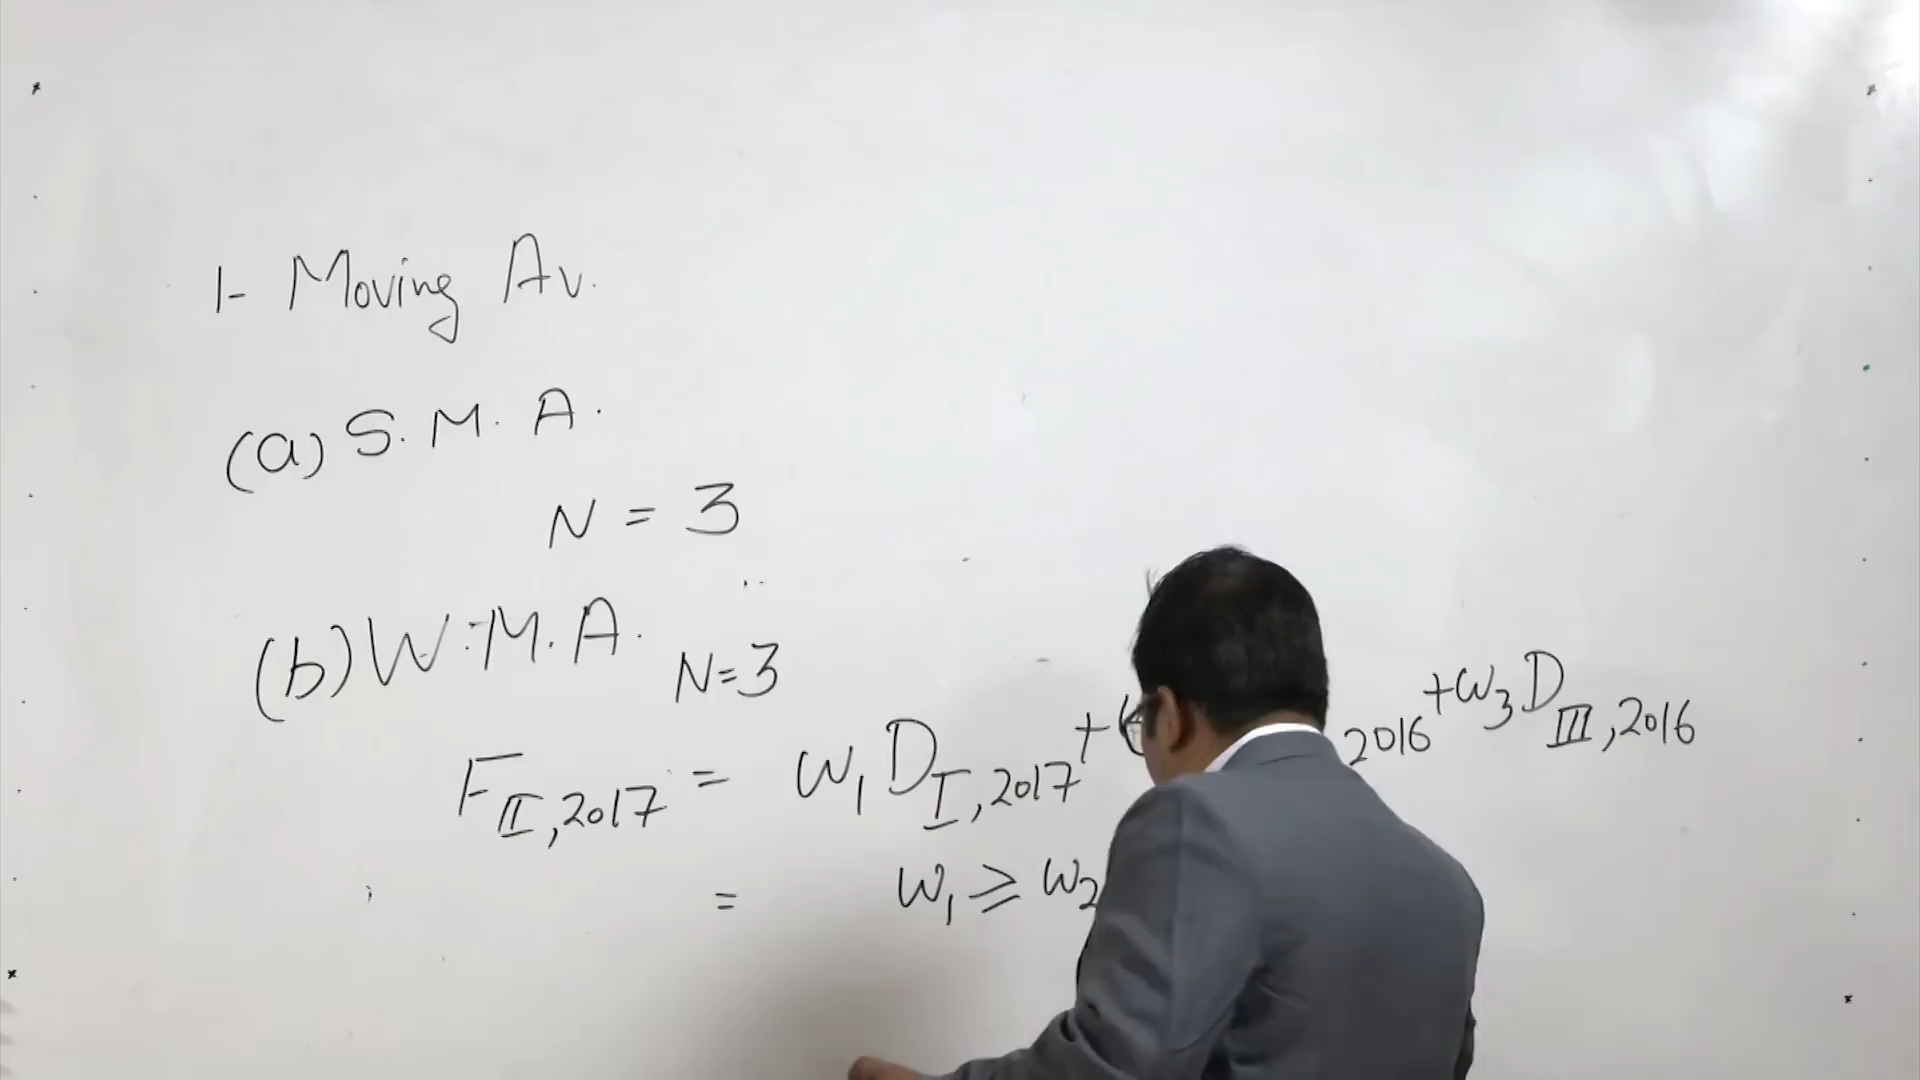 1- Moving Av.
(a) S.M.A.
N = 3
(b) W.M.A. N=3
F II, 2017 = w1 D I, 2017 + 2016 + w3 D III, 2016
= w1 ≥ w2